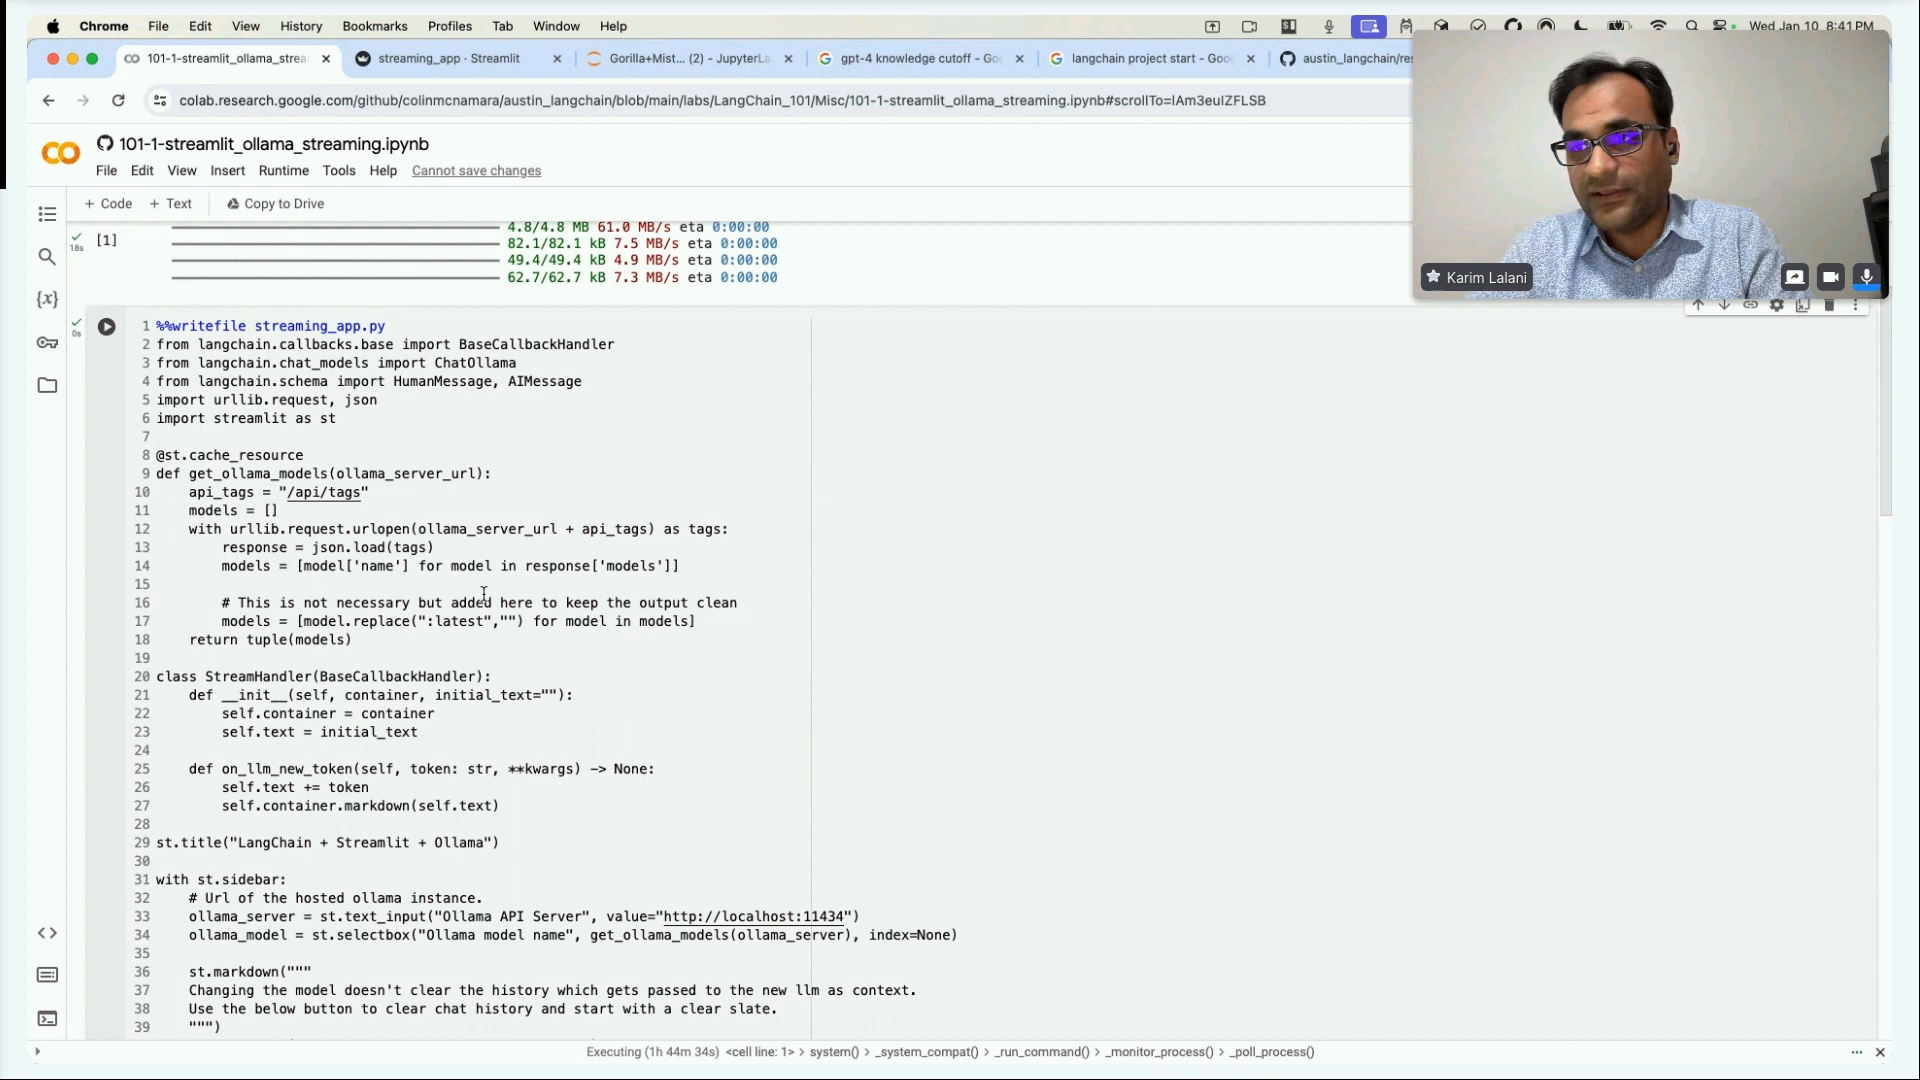 Chrome File Edit View History Bookmarks Profiles Tab Window Help Wed Jan 10 8:41 PM
101-1-streamlit_ollama_strea streaming_app · Streamlit Gorilla+Mist... (2) - JupyterLa gpt-4 knowledge cutoff - Goo langchain project start - Goog austin_langchain/res
colab.research.google.com/github/colinmcnamara/austin_langchain/blob/main/labs/LangChain_101/Misc/101-1-streamlit_ollama_streaming.ipynb#scrollTo=lAm3eulZFLSB
CO 101-1-streamlit_ollama_streaming.ipynb
File Edit View Insert Runtime Tools Help Cannot save changes
+ Code + Text Copy to Drive
Karim Lalani
18s [1]
4.8/4.8 MB 61.0 MB/s eta 0:00:00
82.1/82.1 kB 7.5 MB/s eta 0:00:00
49.4/49.4 kB 4.9 MB/s eta 0:00:00
62.7/62.7 kB 7.3 MB/s eta 0:00:00
0s
1 %%writefile streaming_app.py
2 from langchain.callbacks.base import BaseCallbackHandler
3 from langchain.chat_models import ChatOllama
4 from langchain.schema import HumanMessage, AIMessage
5 import urllib.request, json
6 import streamlit as st
7
8 @st.cache_resource
9 def get_ollama_models(ollama_server_url):
10     api_tags = "/api/tags"
11     models = []
12     with urllib.request.urlopen(ollama_server_url + api_tags) as tags:
13         response = json.load(tags)
14         models = [model['name'] for model in response['models']]
15
16         # This is not necessary but added here to keep the output clean
17         models = [model.replace(":latest","") for model in models]
18     return tuple(models)
19
20 class StreamHandler(BaseCallbackHandler):
21     def __init__(self, container, initial_text=""):
22         self.container = container
23         self.text = initial_text
24
25     def on_llm_new_token(self, token: str, **kwargs) -> None:
26         self.text += token
27         self.container.markdown(self.text)
28
29 st.title("LangChain + Streamlit + Ollama")
30
31 with st.sidebar:
32     # Url of the hosted ollama instance.
33     ollama_server = st.text_input("Ollama API Server", value="http://localhost:11434")
34     ollama_model = st.selectbox("Ollama model name", get_ollama_models(ollama_server), index=None)
35
36     st.markdown("""
37     Changing the model doesn't clear the history which gets passed to the new llm as context.
38     Use the below button to clear chat history and start with a clear slate.
39     """)
Executing (1h 44m 34s) <cell line: 1> > system() > _system_compat() > _run_command() > _monitor_process() > _poll_process()